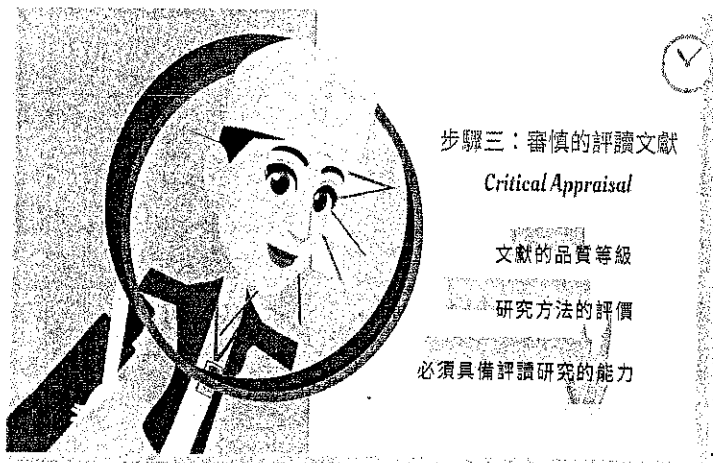 步驟三：審慎的評讀文獻
Critical Appraisal
文獻的品質等級
研究方法的評價
必須具備評讀研究的能力